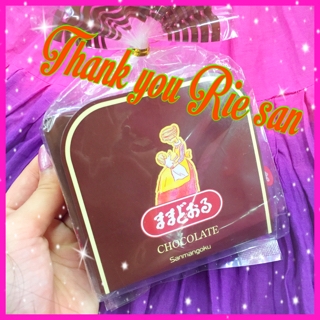 Thank you Rie san
ままどおる
CHOCOLATE
Sanmangoku